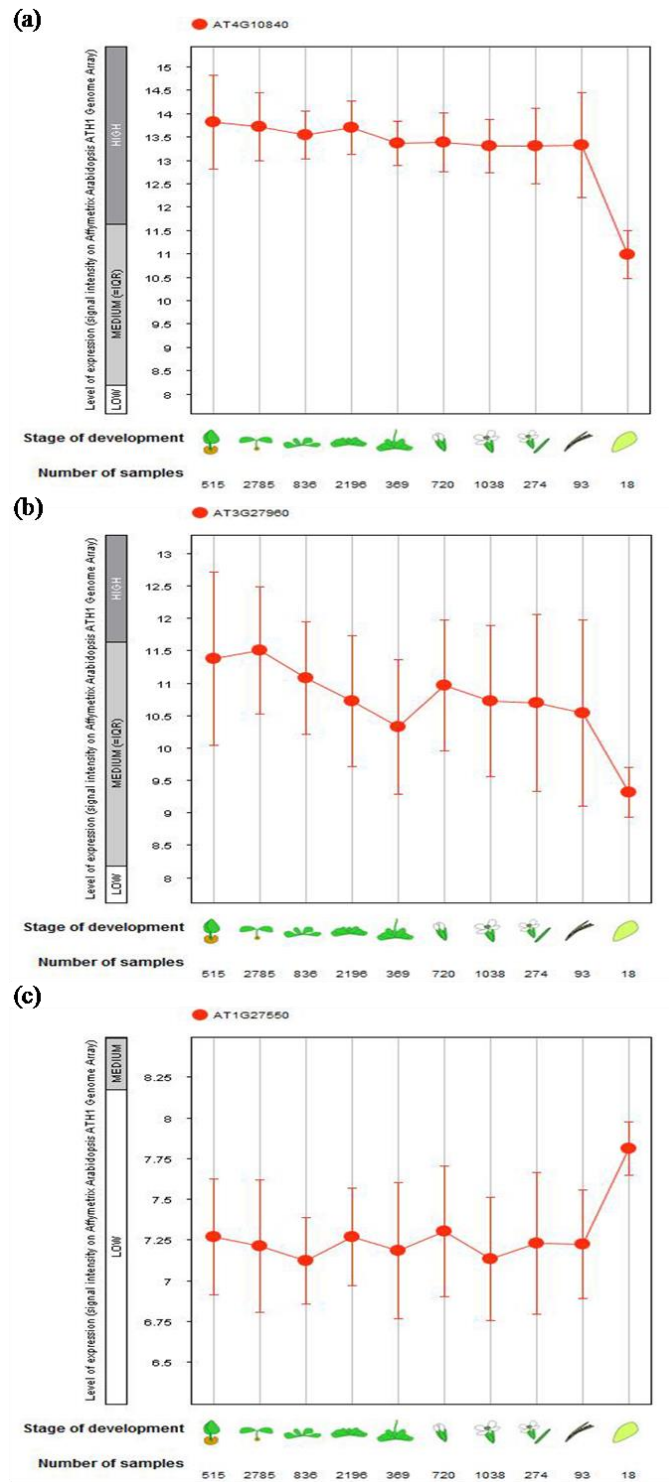 (a)
AT4G10840
Level of expression (signal intensity on Affymetrix Arabidopsis ATH1 Genome Array)
HIGH
MEDIUM (=IQR)
LOW
15
14
13.5
13
12.5
12
11
10
9.5
9
8.5
8
Stage of development
Number of samples
515 2785 836 2196 369 720 1038 274 93 18
(b)
AT3G27960
Level of expression (signal intensity on Affymetrix Arabidopsis ATH1 Genome Array)
HIGH
MEDIUM (=IQR)
LOW
13
12.5
12
11.5
11
10.5
10
9.5
9
8.5
8
Stage of development
Number of samples
515 2785 836 2196 369 720 1038 274 93 18
(c)
AT1G27550
Level of expression (signal intensity on Affymetrix Arabidopsis ATH1 Genome Array)
MEDIUM
LOW
8.25
8
7.75
7.5
7.25
7
6.75
6.5
Stage of development
Number of samples
515 2785 836 2196 369 720 1038 274 93 18